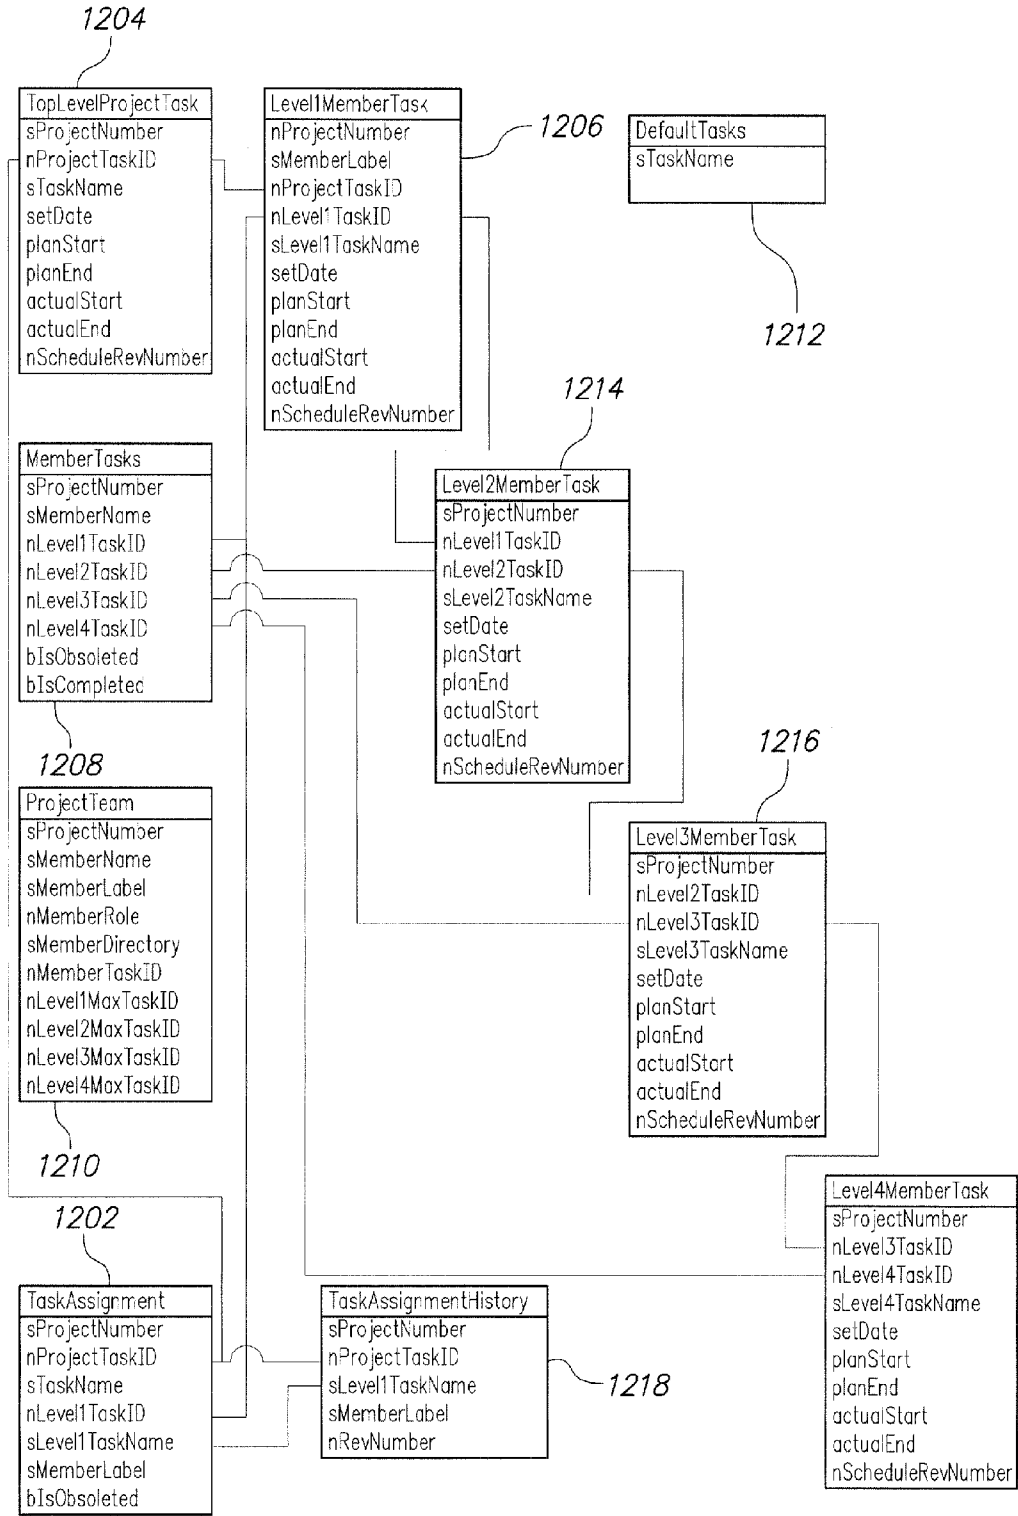 1204
TopLevelProjectTask
sProjectNumber
nProjectTaskID
sTaskName
setDate
planStart
planEnd
actualStart
actualEnd
nScheduleRevNumber
Level1MemberTask
nProjectNumber
sMemberLabel
nProjectTaskID
nLevel1TaskID
sLevel1TaskName
setDate
planStart
planEnd
actualStart
actualEnd
nScheduleRevNumber
1206
DefaultTasks
sTaskName
1212
MemberTasks
sProjectNumber
sMemberName
nLevel1TaskID
nLevel2TaskID
nLevel3TaskID
nLevel4TaskID
bIsObsoleted
bIsCompleted
1208
1214
Level2MemberTask
sProjectNumber
nLevel1TaskID
nLevel2TaskID
sLevel2TaskName
setDate
planStart
planEnd
actualStart
actualEnd
nScheduleRevNumber
ProjectTeam
sProjectNumber
sMemberName
sMemberLabel
nMemberRole
sMemberDirectory
nMemberTaskID
nLevel1MaxTaskID
nLevel2MaxTaskID
nLevel3MaxTaskID
nLevel4MaxTaskID
1210
1216
Level3MemberTask
sProjectNumber
nLevel2TaskID
nLevel3TaskID
sLevel3TaskName
setDate
planStart
planEnd
actualStart
actualEnd
nScheduleRevNumber
1202
TaskAssignment
sProjectNumber
nProjectTaskID
sTaskName
nLevel1TaskID
sLevel1TaskName
sMemberLabel
bIsObsoleted
TaskAssignmentHistory
sProjectNumber
nProjectTaskID
sLevel1TaskName
sMemberLabel
nRevNumber
1218
Level4MemberTask
sProjectNumber
nLevel3TaskID
nLevel4TaskID
sLevel4TaskName
setDate
planStart
planEnd
actualStart
actualEnd
nScheduleRevNumber